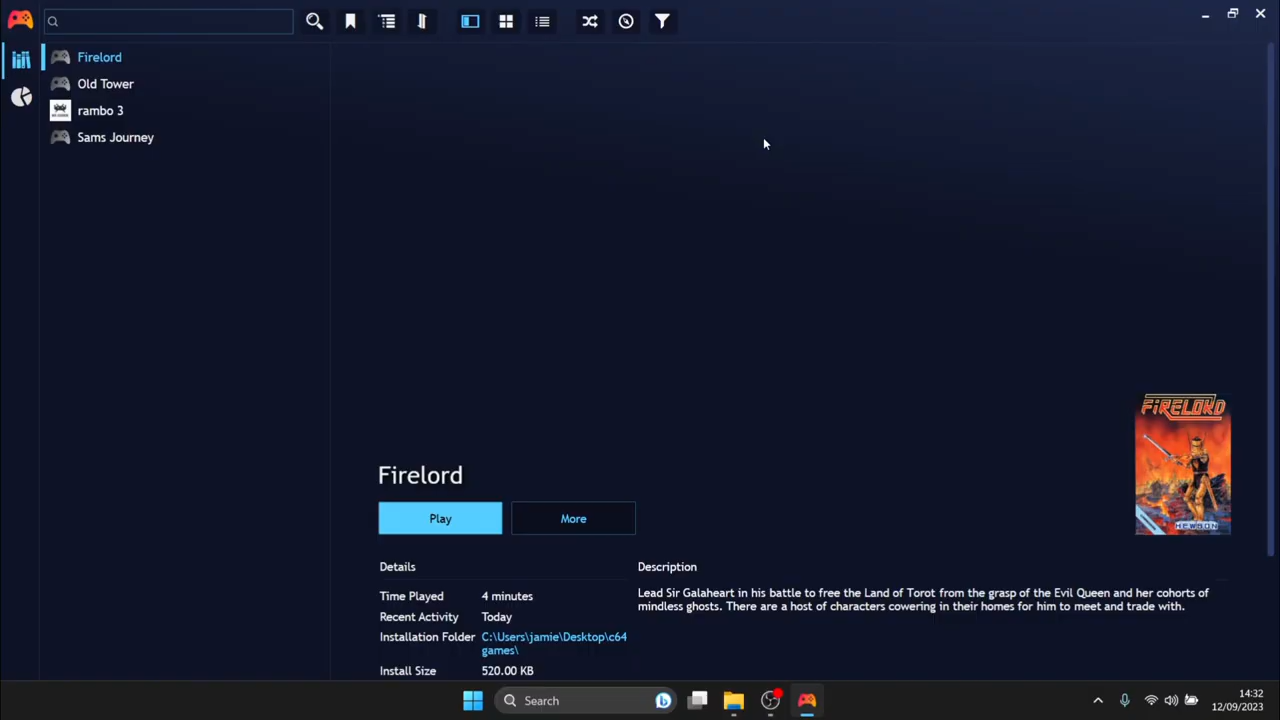 Firelord
Old Tower
rambo 3
Sams Journey
FIRELORD
HEWSON
Firelord
Play
More
Details
Description
Time Played
4 minutes
Recent Activity
Today
Installation Folder
C:\Users\jamie\Desktop\c64
games\
Install Size
520.00 KB
Lead Sir Galaheart in his battle to free the Land of Torot from the grasp of the Evil Queen and her cohorts of
mindless ghosts. There are a host of characters cowering in their homes for him to meet and trade with.
Search
14:32
12/09/2023